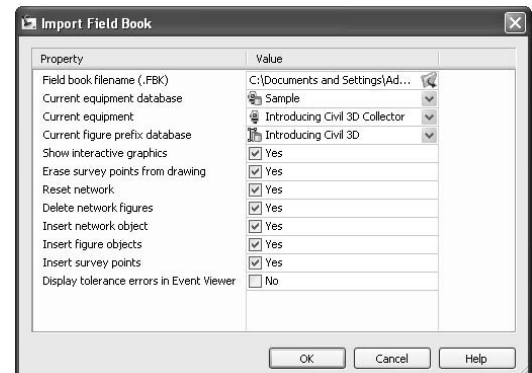 Import Field Book
Property Value
Field book filename (.FBK) C:\Documents and Settings\Ad...
Current equipment database Sample
Current equipment Introducing Civil 3D Collector
Current figure prefix database Introducing Civil 3D
Show interactive graphics Yes
Erase survey points from drawing Yes
Reset network Yes
Delete network figures Yes
Insert network object Yes
Insert figure objects Yes
Insert survey points Yes
Display tolerance errors in Event Viewer No
OK Cancel Help